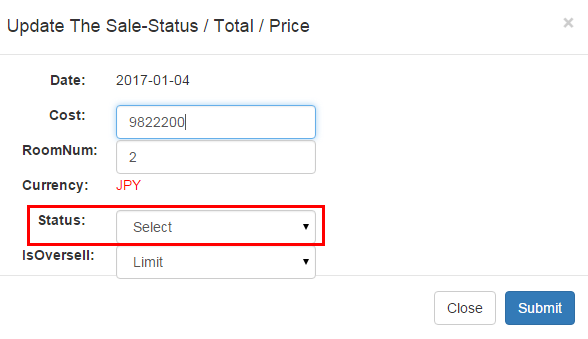 Update The Sale-Status / Total / Price ×
Date: 2017-01-04
Cost: 9822200
RoomNum: 2
Currency: JPY
Status: Select
IsOversell: Limit
Close Submit